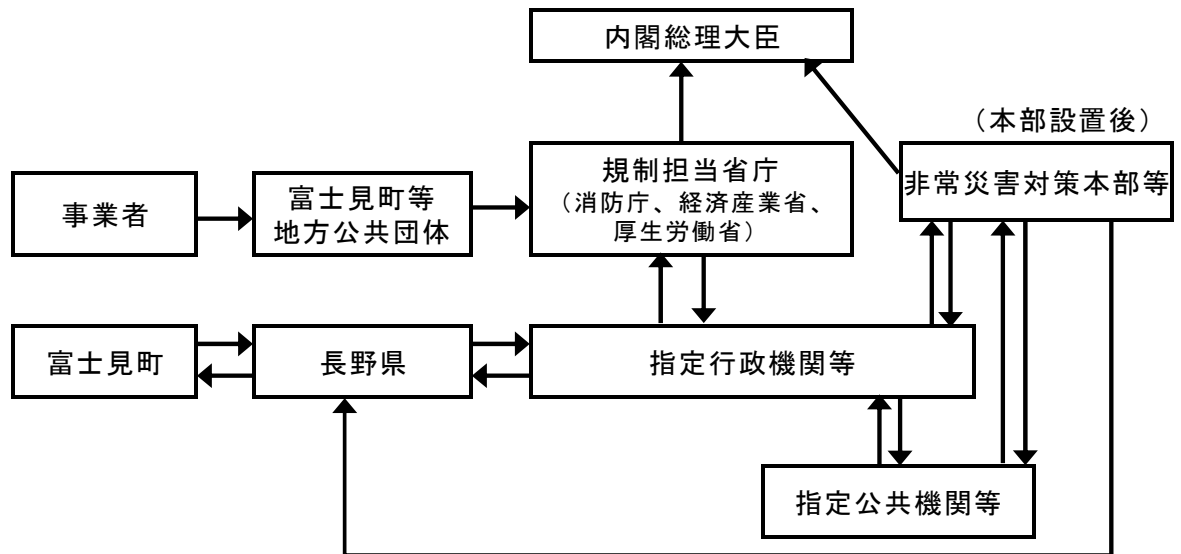 内閣総理大臣
（本部設置後）
規制担当省庁
（消防庁、経済産業省、
厚生労働省）
非常災害対策本部等
事業者
富士見町等
地方公共団体
富士見町
長野県
指定行政機関等
指定公共機関等